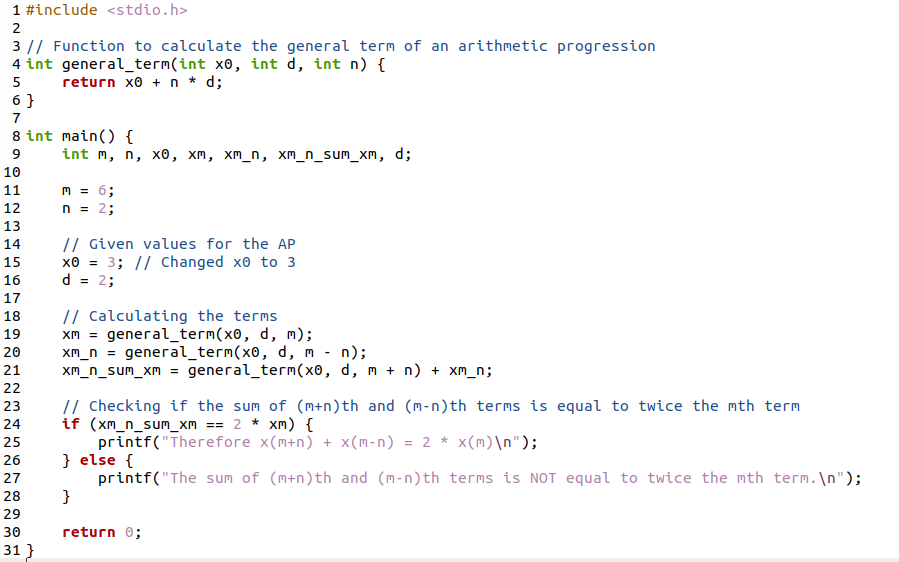 1 #include <stdio.h>
2
3 // Function to calculate the general term of an arithmetic progression
4 int general_term(int x0, int d, int n) {
5     return x0 + n * d;
6 }
7
8 int main() {
9     int m, n, x0, xm, xm_n, xm_n_sum_xm, d;
10
11     m = 6;
12     n = 2;
13
14     // Given values for the AP
15     x0 = 3; // Changed x0 to 3
16     d = 2;
17
18     // Calculating the terms
19     xm = general_term(x0, d, m);
20     xm_n = general_term(x0, d, m - n);
21     xm_n_sum_xm = general_term(x0, d, m + n) + xm_n;
22
23     // Checking if the sum of (m+n)th and (m-n)th terms is equal to twice the mth term
24     if (xm_n_sum_xm == 2 * xm) {
25         printf("Therefore x(m+n) + x(m-n) = 2 * x(m)\n");
26     } else {
27         printf("The sum of (m+n)th and (m-n)th terms is NOT equal to twice the mth term.\n");
28     }
29
30     return 0;
31 }